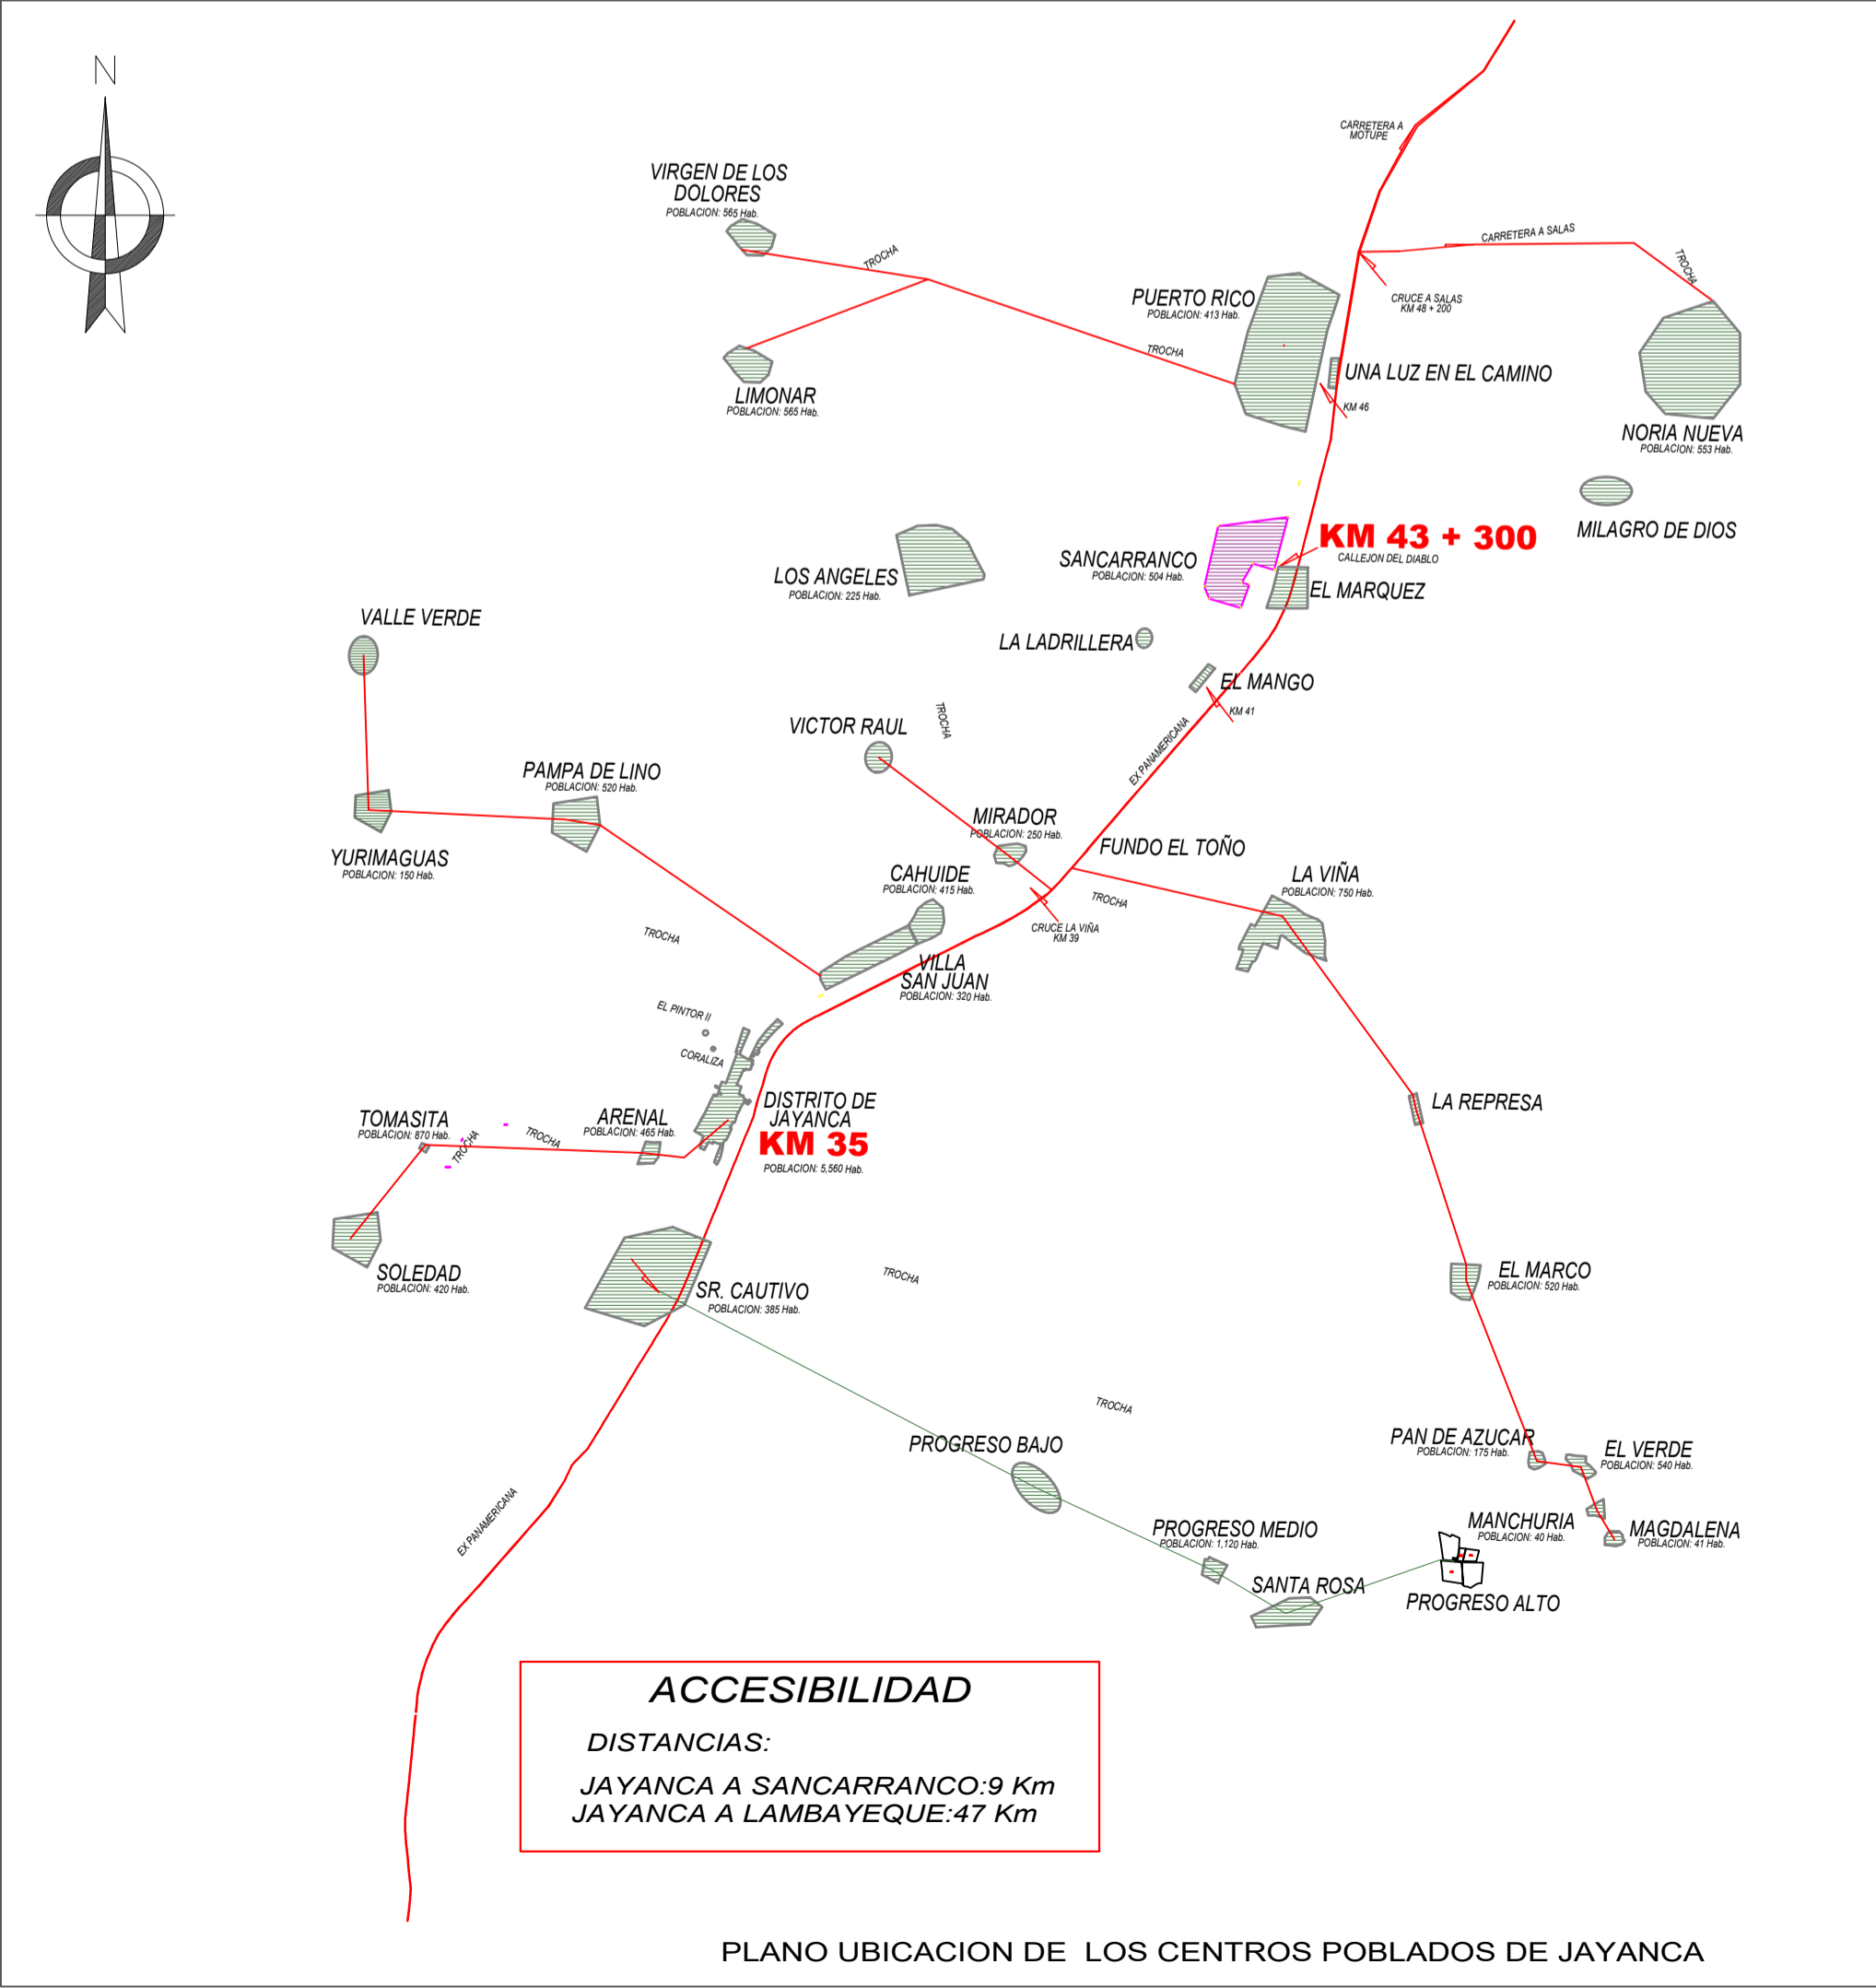 N
CARRETERA A
MOTUPE
VIRGEN DE LOS
DOLORES
POBLACION: 565 Hab.
TROCHA
CARRETERA A SALAS
TROCHA
PUERTO RICO
POBLACION: 413 Hab.
CRUCE A SALAS
KM 48 + 200
TROCHA
LIMONAR
POBLACION: 565 Hab.
UNA LUZ EN EL CAMINO
KM 46
NORIA NUEVA
POBLACION: 553 Hab.
MILAGRO DE DIOS
KM 43 + 300
CALLEJON DEL DIABLO
SANCARRANCO
POBLACION: 504 Hab.
LOS ANGELES
POBLACION: 225 Hab.
EL MARQUEZ
VALLE VERDE
LA LADRILLERA
EL MANGO
KM 41
TROCHA
VICTOR RAUL
EX PANAMERICANA
PAMPA DE LINO
POBLACION: 520 Hab.
MIRADOR
POBLACION: 250 Hab.
FUNDO EL TOÑO
YURIMAGUAS
POBLACION: 150 Hab.
CAHUIDE
POBLACION: 415 Hab.
LA VIÑA
POBLACION: 750 Hab.
TROCHA
CRUCE LA VIÑA
KM 39
TROCHA
VILLA
SAN JUAN
POBLACION: 320 Hab.
EL PINTOR II
CORALIZA
DISTRITO DE
JAYANCA
KM 35
POBLACION: 5,560 Hab.
LA REPRESA
TOMASITA
POBLACION: 870 Hab.
TROCHA
TROCHA
ARENAL
POBLACION: 465 Hab.
SOLEDAD
POBLACION: 420 Hab.
SR. CAUTIVO
POBLACION: 385 Hab.
TROCHA
EL MARCO
POBLACION: 520 Hab.
TROCHA
PROGRESO BAJO
PAN DE AZUCAR
POBLACION: 175 Hab.
EL VERDE
POBLACION: 540 Hab.
EX PANAMERICANA
PROGRESO MEDIO
POBLACION: 1,120 Hab.
MANCHURIA
POBLACION: 40 Hab.
MAGDALENA
POBLACION: 41 Hab.
SANTA ROSA
PROGRESO ALTO
ACCESIBILIDAD
DISTANCIAS:
JAYANCA A SANCARRANCO:9 Km
JAYANCA A LAMBAYEQUE:47 Km
PLANO UBICACION DE LOS CENTROS POBLADOS DE JAYANCA